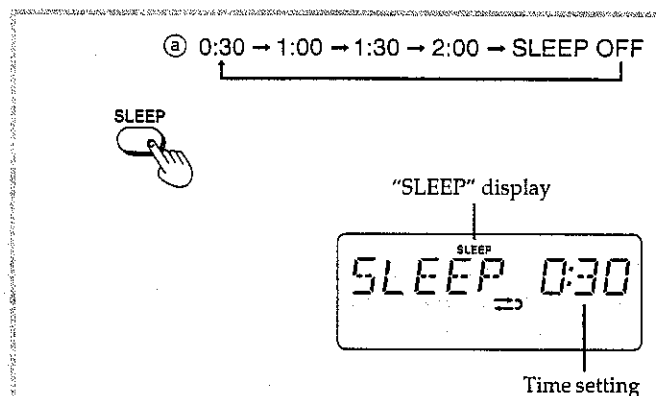 ⓐ 0:30 → 1:00 → 1:30 → 2:00 → SLEEP OFF
SLEEP
"SLEEP" display
SLEEP
SLEEP 0:30
Time setting